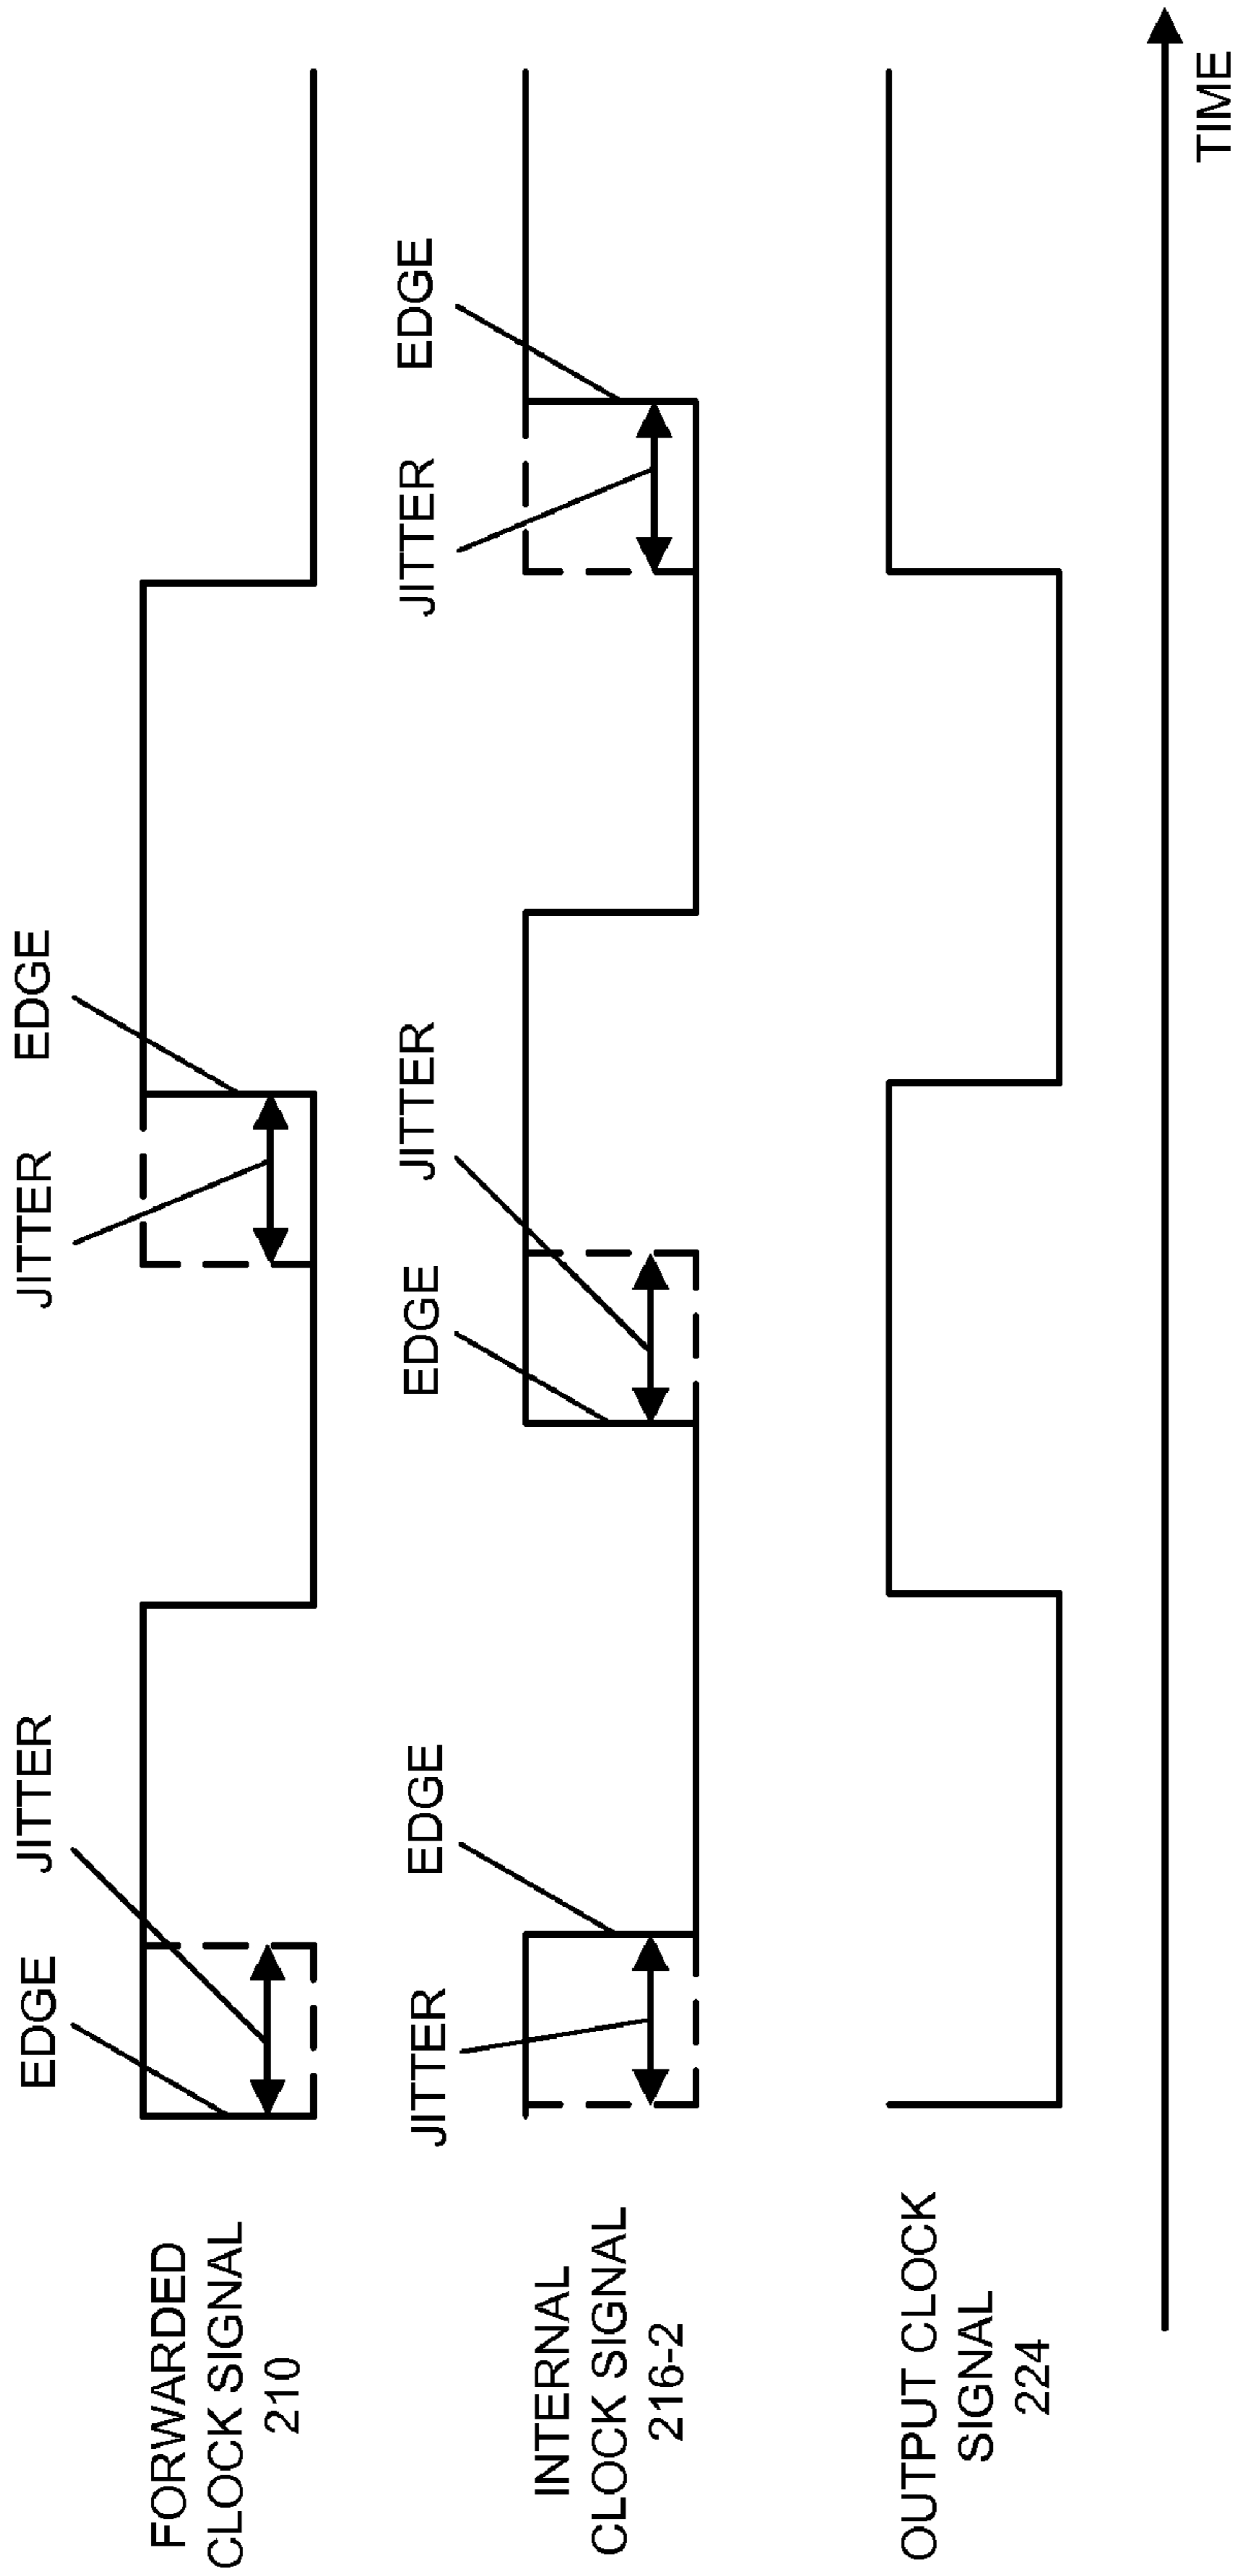 EDGE
JITTER
JITTER
EDGE
FORWARDED
CLOCK SIGNAL
210
JITTER
EDGE
EDGE
JITTER
JITTER
EDGE
INTERNAL
CLOCK SIGNAL
216-2
OUTPUT CLOCK
SIGNAL
224
TIME